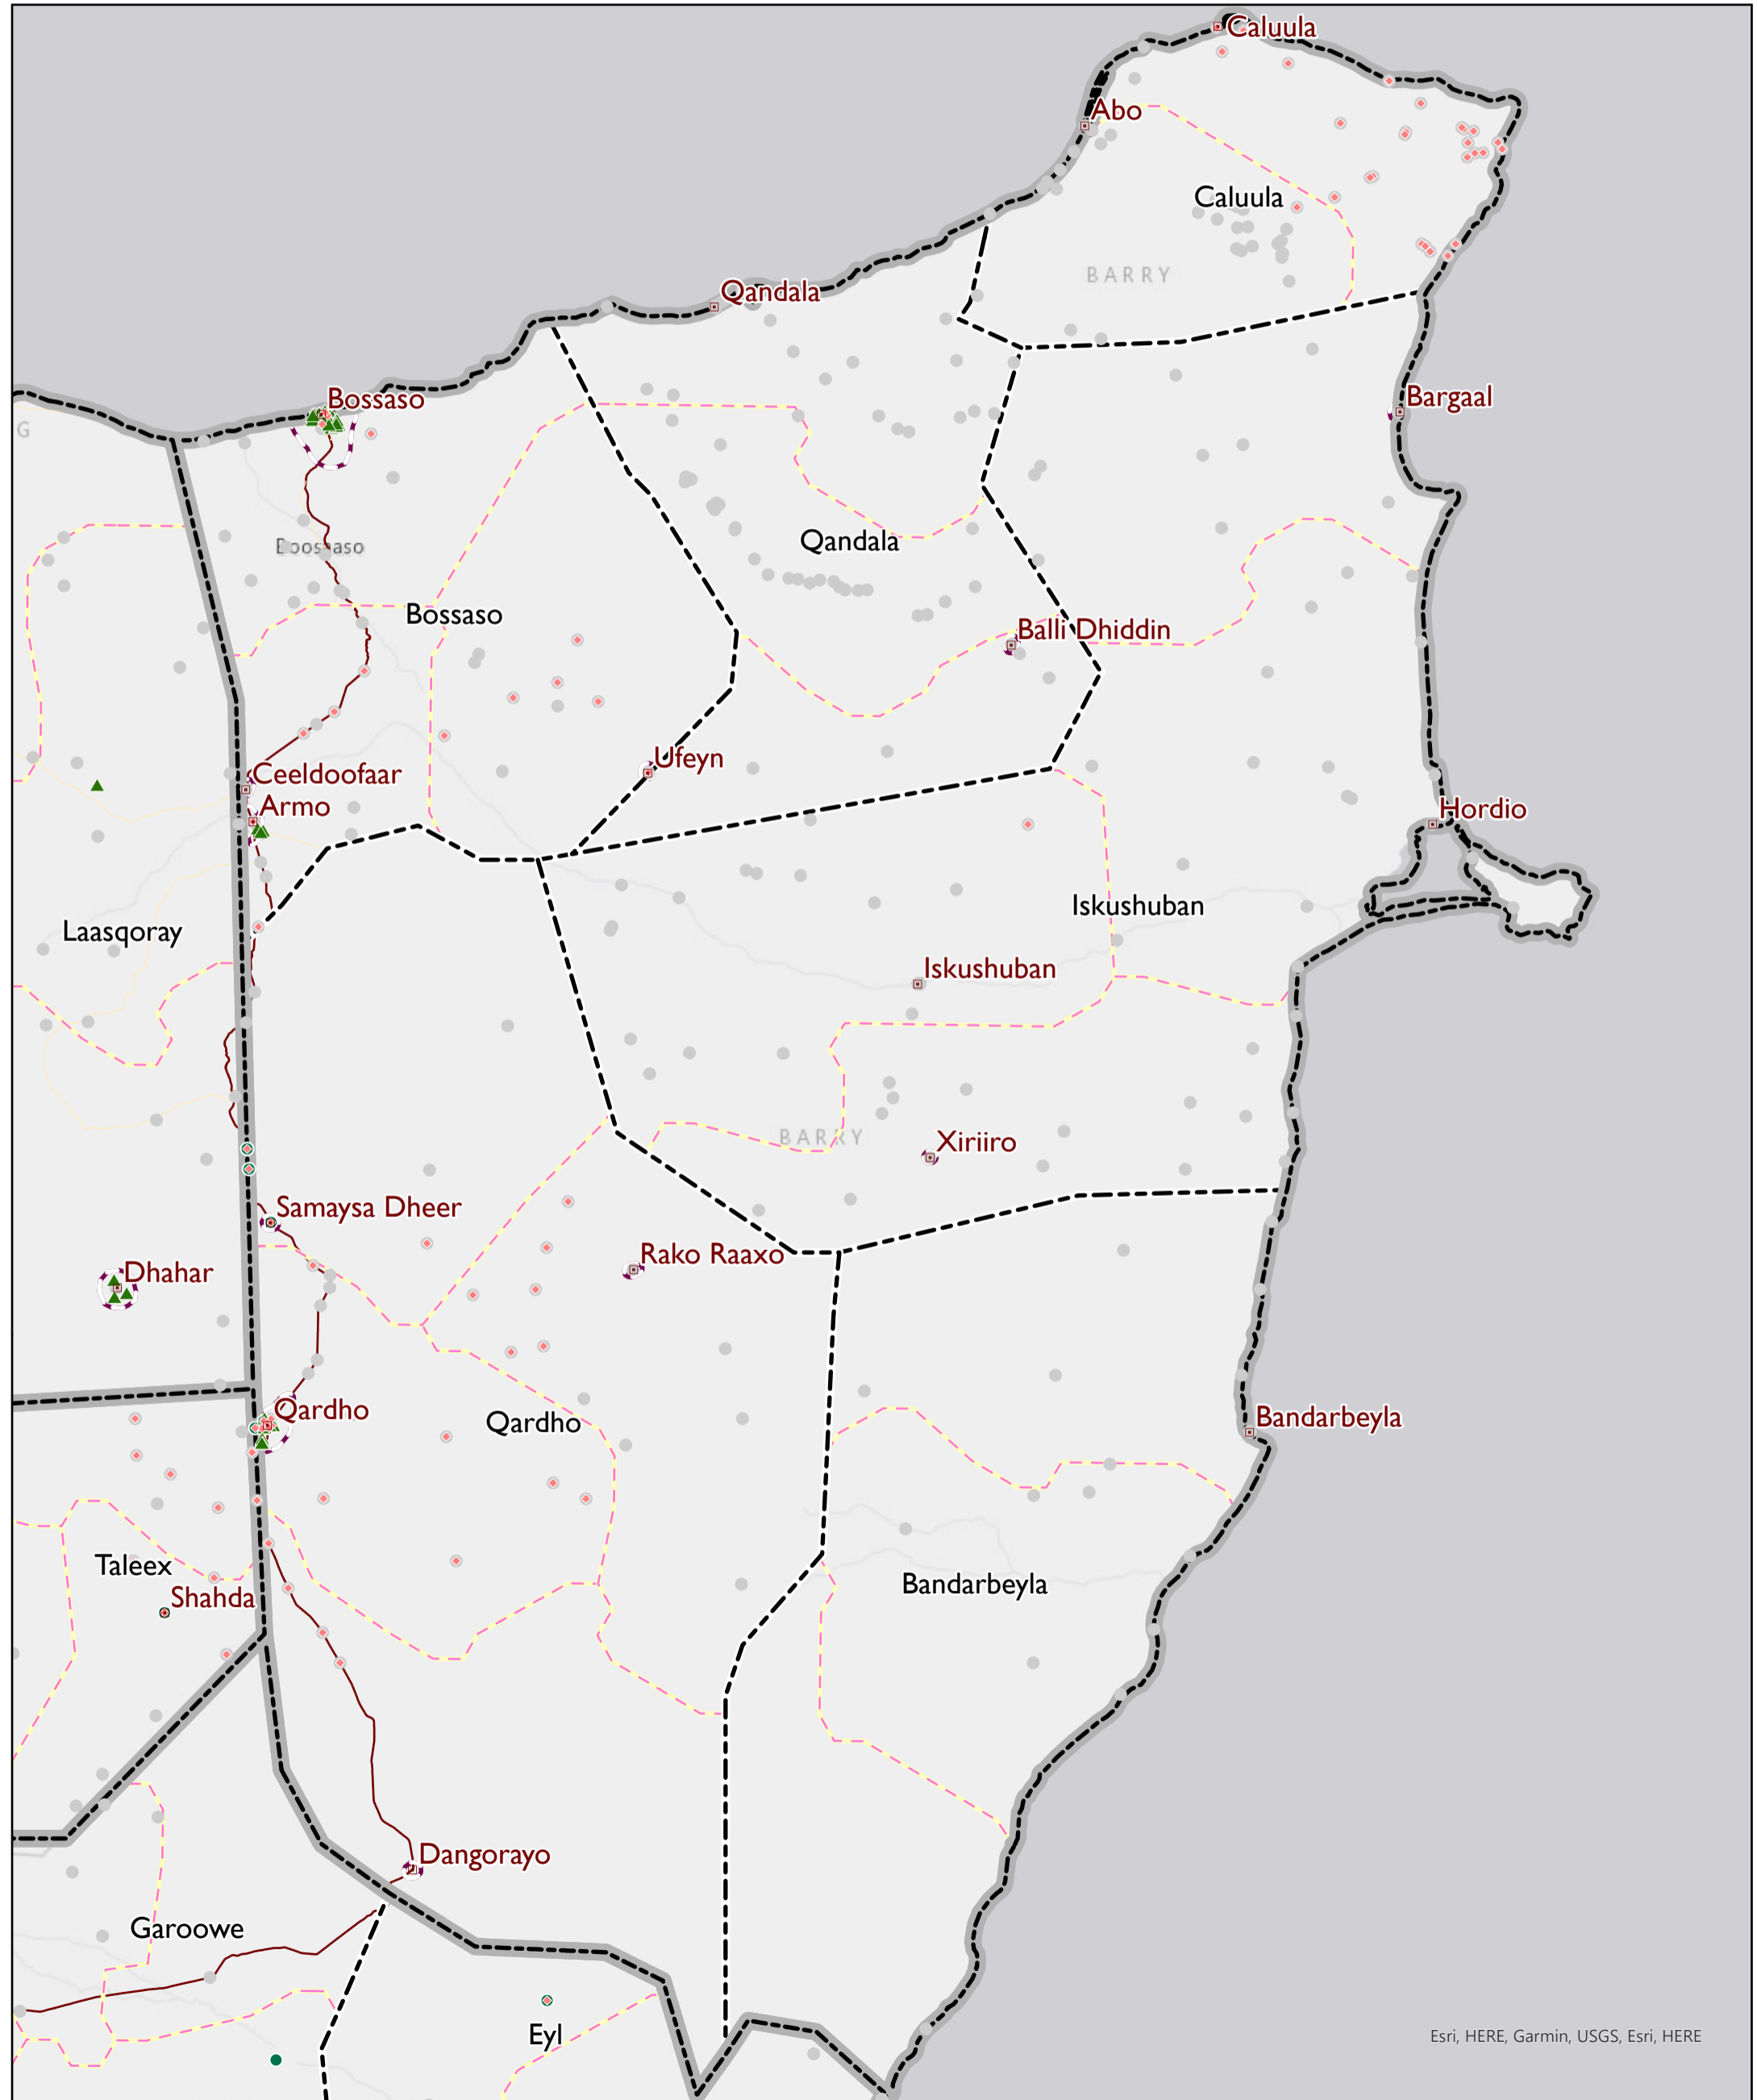 Caluula
Abo
Caluula
BARRY
Qandala
Bossaso
Bargaal
G
Qandala
Boossaso
Bossaso
Balli Dhiddin
Ufeyn
Ceeldoofaar
Armo
Hordio
Iskushuban
Laasqoray
Iskushuban
BARRY
Xiriiro
Samaysa Dheer
Rako Raaxo
Dhahar
Qardho
Qardho
Bandarbeyla
Taleex
Shahda
Bandarbeyla
Dangorayo
Garoowe
Eyl
Esri, HERE, Garmin, USGS, Esri, HERE